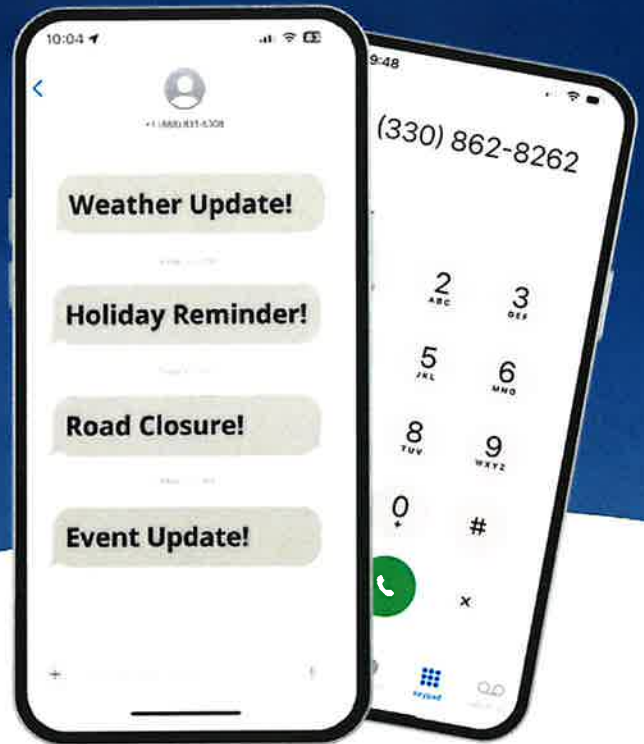 10:04
Weather Update!
Holiday Reminder!
Road Closure!
Event Update!
+
9:48
(330) 862-8262
2
ABC
3
DEF
5
JKL
6
MNO
8
TUV
9
WXYZ
0
+
#
x
keypad